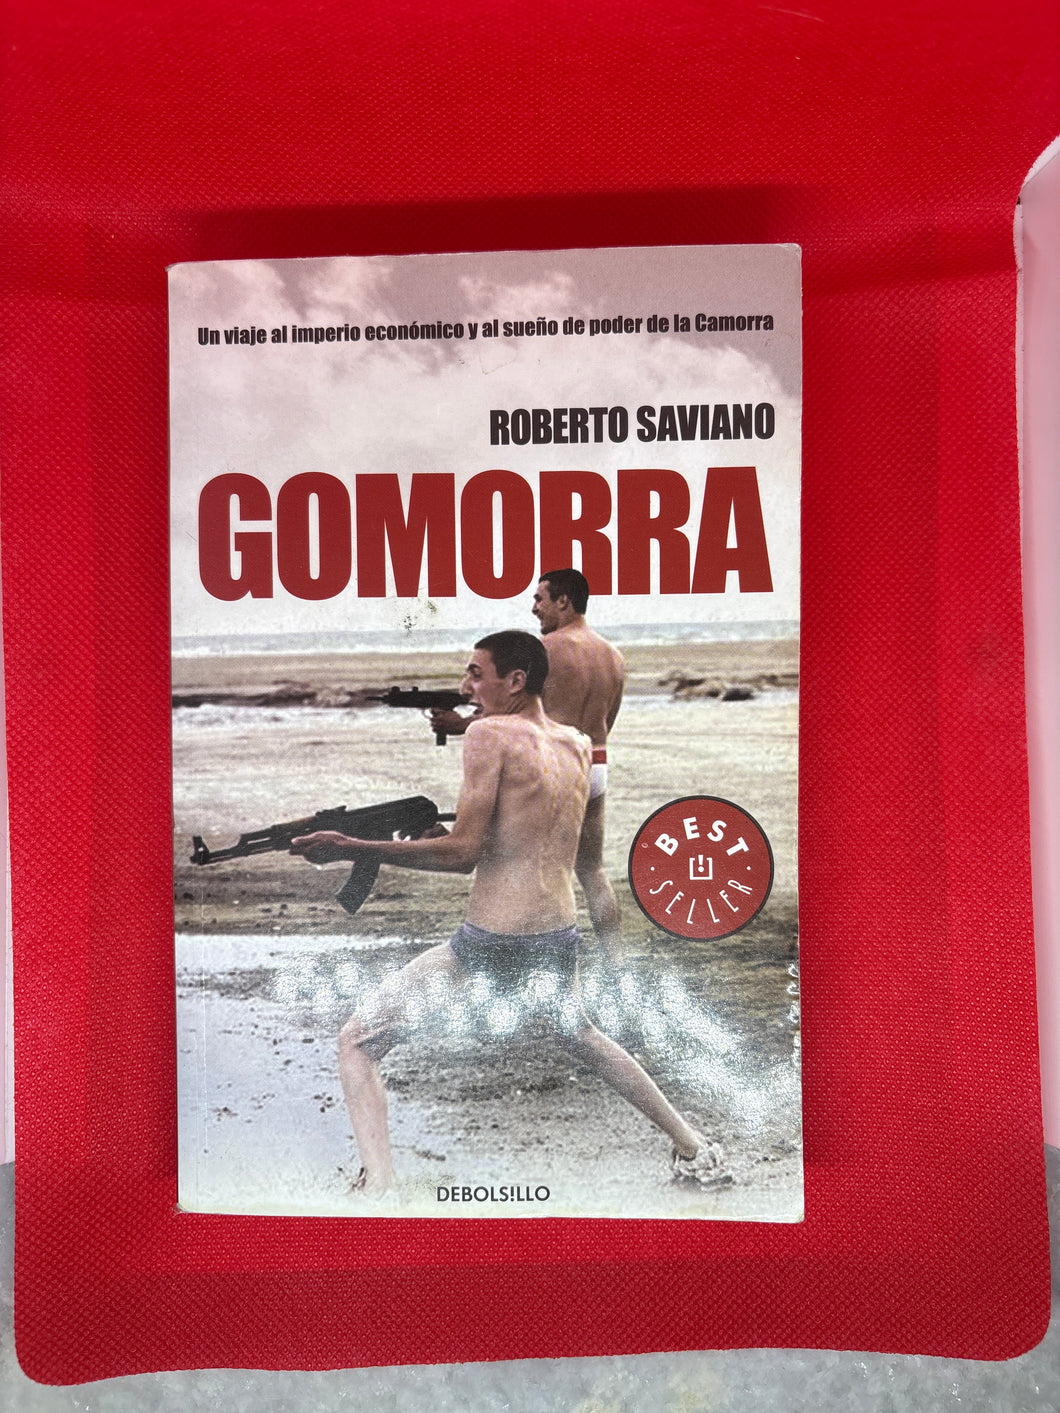 Un viaje al imperio económico y al sueño de poder de la Camorra
ROBERTO SAVIANO
GOMORRA
BEST
SELLER
DEBOLS!LLO